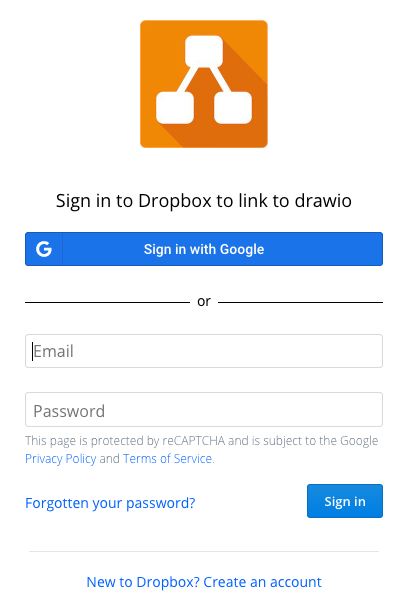 Sign in to Dropbox to link to drawio
G Sign in with Google
or
Email
Password
This page is protected by reCAPTCHA and is subject to the Google
Privacy Policy and Terms of Service.
Forgotten your password?
Sign in
New to Dropbox? Create an account